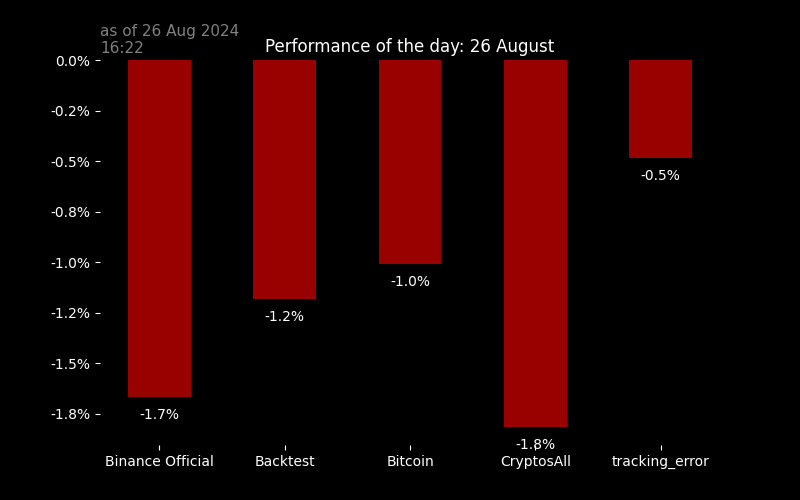 as of 26 Aug 2024
16:22
Performance of the day: 26 August
0.0%
-0.2%
-0.5%
-0.8%
-1.0%
-1.2%
-1.5%
-1.8%
-1.7%
-1.2%
-1.0%
-1.8%
-0.5%
Binance Official
Backtest
Bitcoin
CryptosAll
tracking_error